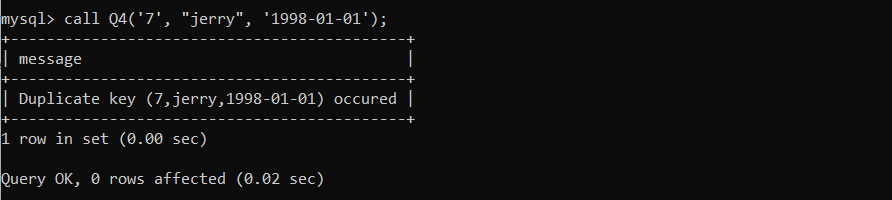 mysql> call Q4('7', "jerry", '1998-01-01');
+------------------------------------------+
| message                                  |
+------------------------------------------+
| Duplicate key (7,jerry,1998-01-01) occured |
+------------------------------------------+
1 row in set (0.00 sec)
Query OK, 0 rows affected (0.02 sec)